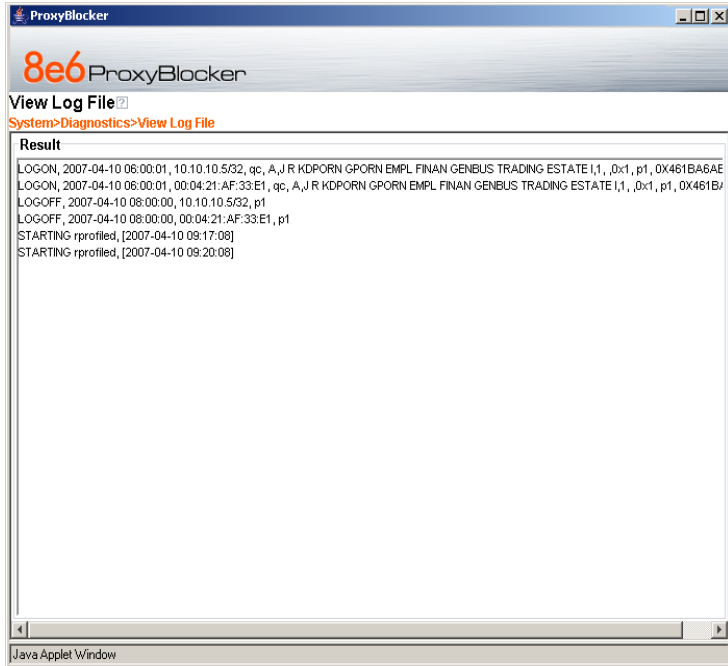 ProxyBlocker
8e6 ProxyBlocker
View Log File?
System>Diagnostics>View Log File
Result
LOGON, 2007-04-10 06:00:01, 10.10.10.5/32, qc, A,J R KDPORN GPORN EMPL FINAN GENBUS TRADING ESTATE I,1, ,0x1, p1, 0X461BA6AE
LOGON, 2007-04-10 06:00:01, 00:04:21:AF:33:E1, qc, A,J R KDPORN GPORN EMPL FINAN GENBUS TRADING ESTATE I,1, ,0x1, p1, 0X461B
LOGOFF, 2007-04-10 08:00:00, 10.10.10.5/32, p1
LOGOFF, 2007-04-10 08:00:00, 00:04:21:AF:33:E1, p1
STARTING rprofiled, [2007-04-10 09:17:08]
STARTING rprofiled, [2007-04-10 09:20:08]
Java Applet Window